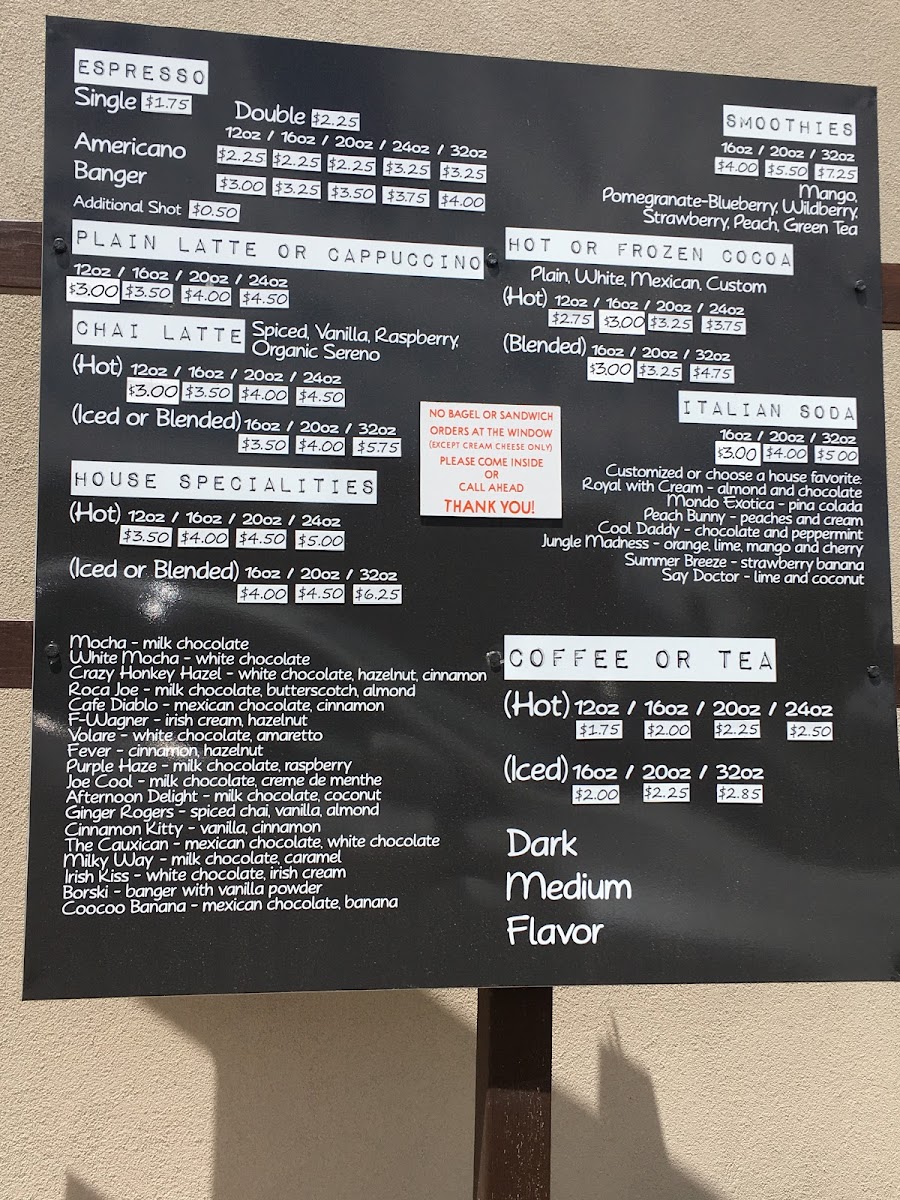 ESPRESSO
Single $1.75
Double $2.25
12oz / 16oz / 20oz / 24oz / 32oz
Americano $2.25 $2.25 $2.25 $3.25 $3.25
Banger $3.00 $3.25 $3.50 $3.75 $4.00
Additional Shot $0.50
PLAIN LATTE OR CAPPUCCINO
12oz / 16oz / 20oz / 24oz
$3.00 $3.50 $4.00 $4.50
CHAI LATTE Spiced, Vanilla, Raspberry,
Organic Sereno
(Hot) 12oz / 16oz / 20oz / 24oz
$3.00 $3.50 $4.00 $4.50
(Iced or Blended) 16oz / 20oz / 32oz
$3.50 $4.00 $5.75
HOUSE SPECIALITIES
(Hot) 12oz / 16oz / 20oz / 24oz
$3.50 $4.00 $4.50 $5.00
(Iced or Blended) 16oz / 20oz / 32oz
$4.00 $4.50 $6.25
Mocha - milk chocolate
White Mocha - white chocolate
Crazy Honkey Hazel - white chocolate, hazelnut, cinnamon
Roca Joe - milk chocolate, butterscotch, almond
Cafe Diablo - mexican chocolate, cinnamon
F-Wagner - irish cream, hazelnut
Volare - white chocolate, amaretto
Fever - cinnamon, hazelnut
Purple Haze - milk chocolate, raspberry
Joe Cool - milk chocolate, creme de menthe
Afternoon Delight - milk chocolate, coconut
Ginger Rogers - spiced chai, vanilla, almond
Cinnamon Kitty - vanilla, cinnamon
The Cauxican - mexican chocolate, white chocolate
Milky Way - milk chocolate, caramel
Irish Kiss - white chocolate, irish cream
Borski - banger with vanilla powder
Coocoo Banana - mexican chocolate, banana
NO BAGEL OR SANDWICH
ORDERS AT THE WINDOW
(EXCEPT CREAM CHEESE ONLY)
PLEASE COME INSIDE
OR
CALL AHEAD
THANK YOU!
SMOOTHIES
16oz / 20oz / 32oz
$4.00 $5.50 $7.25
Mango,
Pomegranate-Blueberry, Wildberry,
Strawberry, Peach, Green Tea
HOT OR FROZEN COCOA
Plain, White, Mexican, Custom
(Hot) 12oz / 16oz / 20oz / 24oz
$2.75 $3.00 $3.25 $3.75
(Blended) 16oz / 20oz / 32oz
$3.00 $3.25 $4.75
ITALIAN SODA
16oz / 20oz / 32oz
$3.00 $4.00 $5.00
Customized or choose a house favorite:
Royal with Cream - almond and chocolate
Mondo Exotica - pina colada
Peach Bunny - peaches and cream
Cool Daddy - chocolate and peppermint
Jungle Madness - orange, lime, mango and cherry
Summer Breeze - strawberry banana
Say Doctor - lime and coconut
COFFEE OR TEA
(Hot) 12oz / 16oz / 20oz / 24oz
$1.75 $2.00 $2.25 $2.50
(Iced) 16oz / 20oz / 32oz
$2.00 $2.25 $2.85
Dark
Medium
Flavor